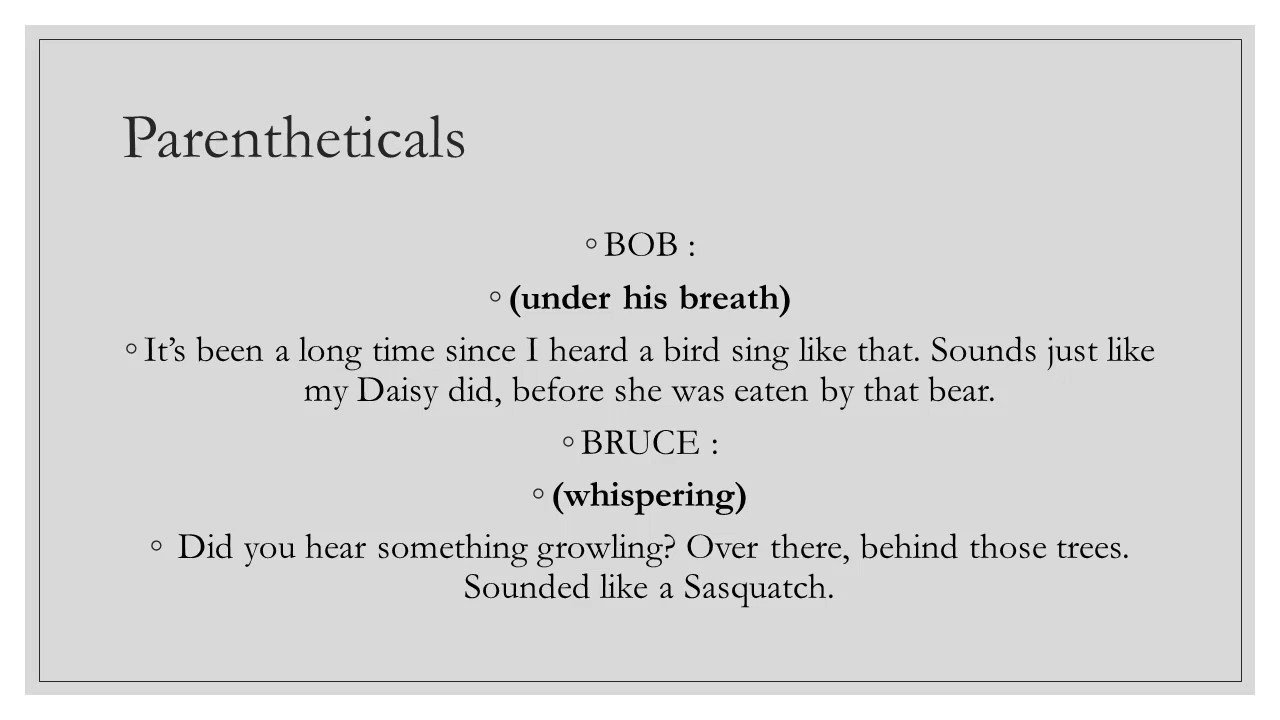 Parentheticals
◦ BOB :
◦ (under his breath)
◦ It’s been a long time since I heard a bird sing like that. Sounds just like
my Daisy did, before she was eaten by that bear.
◦ BRUCE :
◦ (whispering)
◦ Did you hear something growling? Over there, behind those trees.
Sounded like a Sasquatch.